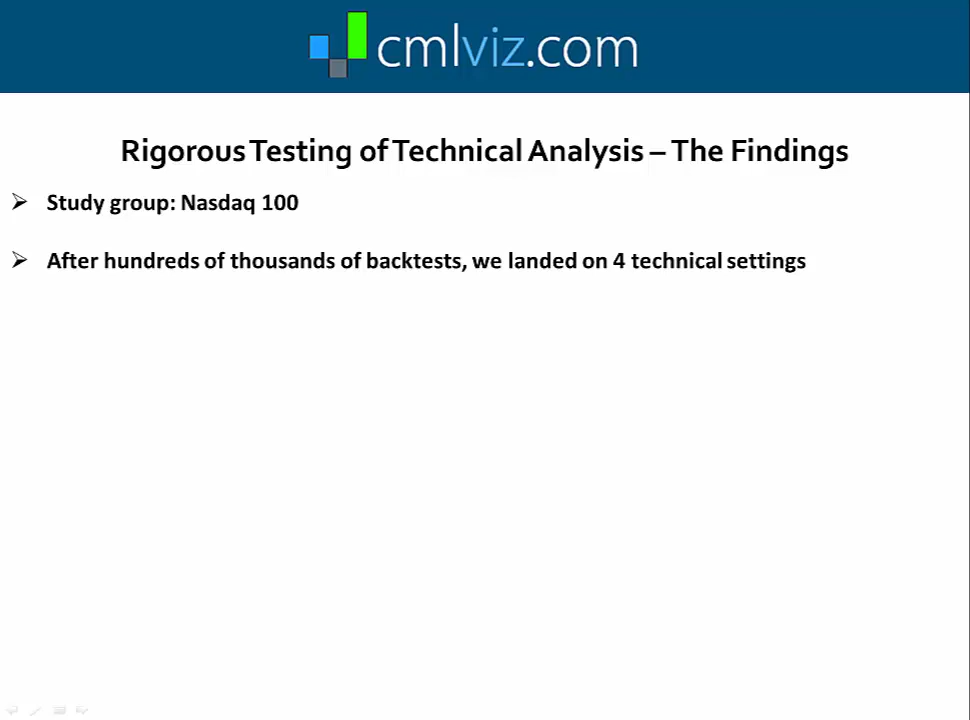 cmlviz.com
Rigorous Testing of Technical Analysis – The Findings
Study group: Nasdaq 100
After hundreds of thousands of backtests, we landed on 4 technical settings